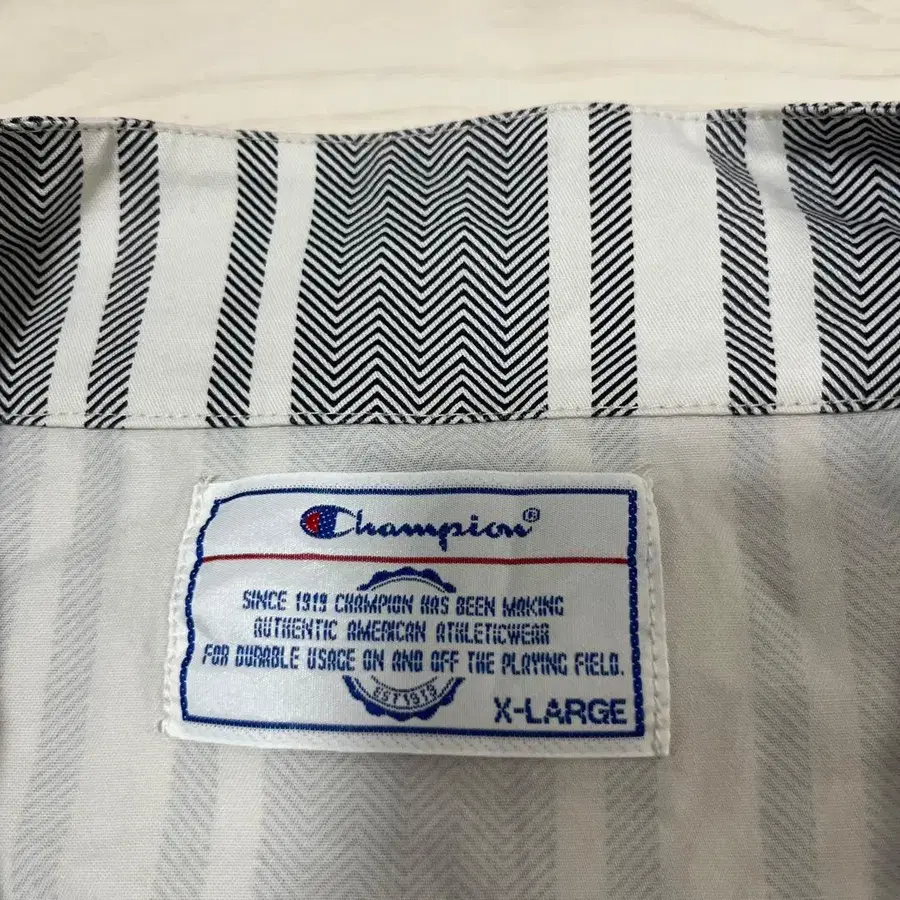 Champion®
SINCE 1919 CHAMPION HAS BEEN MAKING
AUTHENTIC AMERICAN ATHLETICWEAR
FOR DURABLE USAGE ON AND OFF THE PLAYING FIELD.
EST 1919
X-LARGE